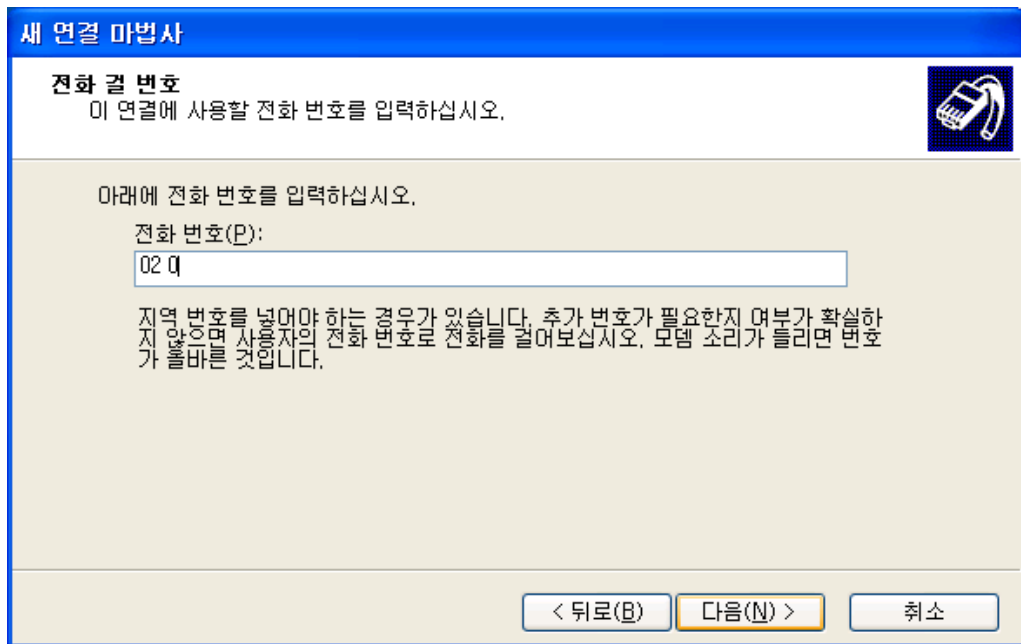 새 연결 마법사
전화 걸 번호
이 연결에 사용할 전화 번호를 입력하십시오.
아래에 전화 번호를 입력하십시오.
전화 번호(P):
02 0
지역 번호를 넣어야 하는 경우가 있습니다. 추가 번호가 필요한지 여부가 확실하
지 않으면 사용자의 전화 번호로 전화를 걸어보십시오. 모뎀 소리가 들리면 번호
가 올바른 것입니다.
< 뒤로(B) 다음(N) > 취소